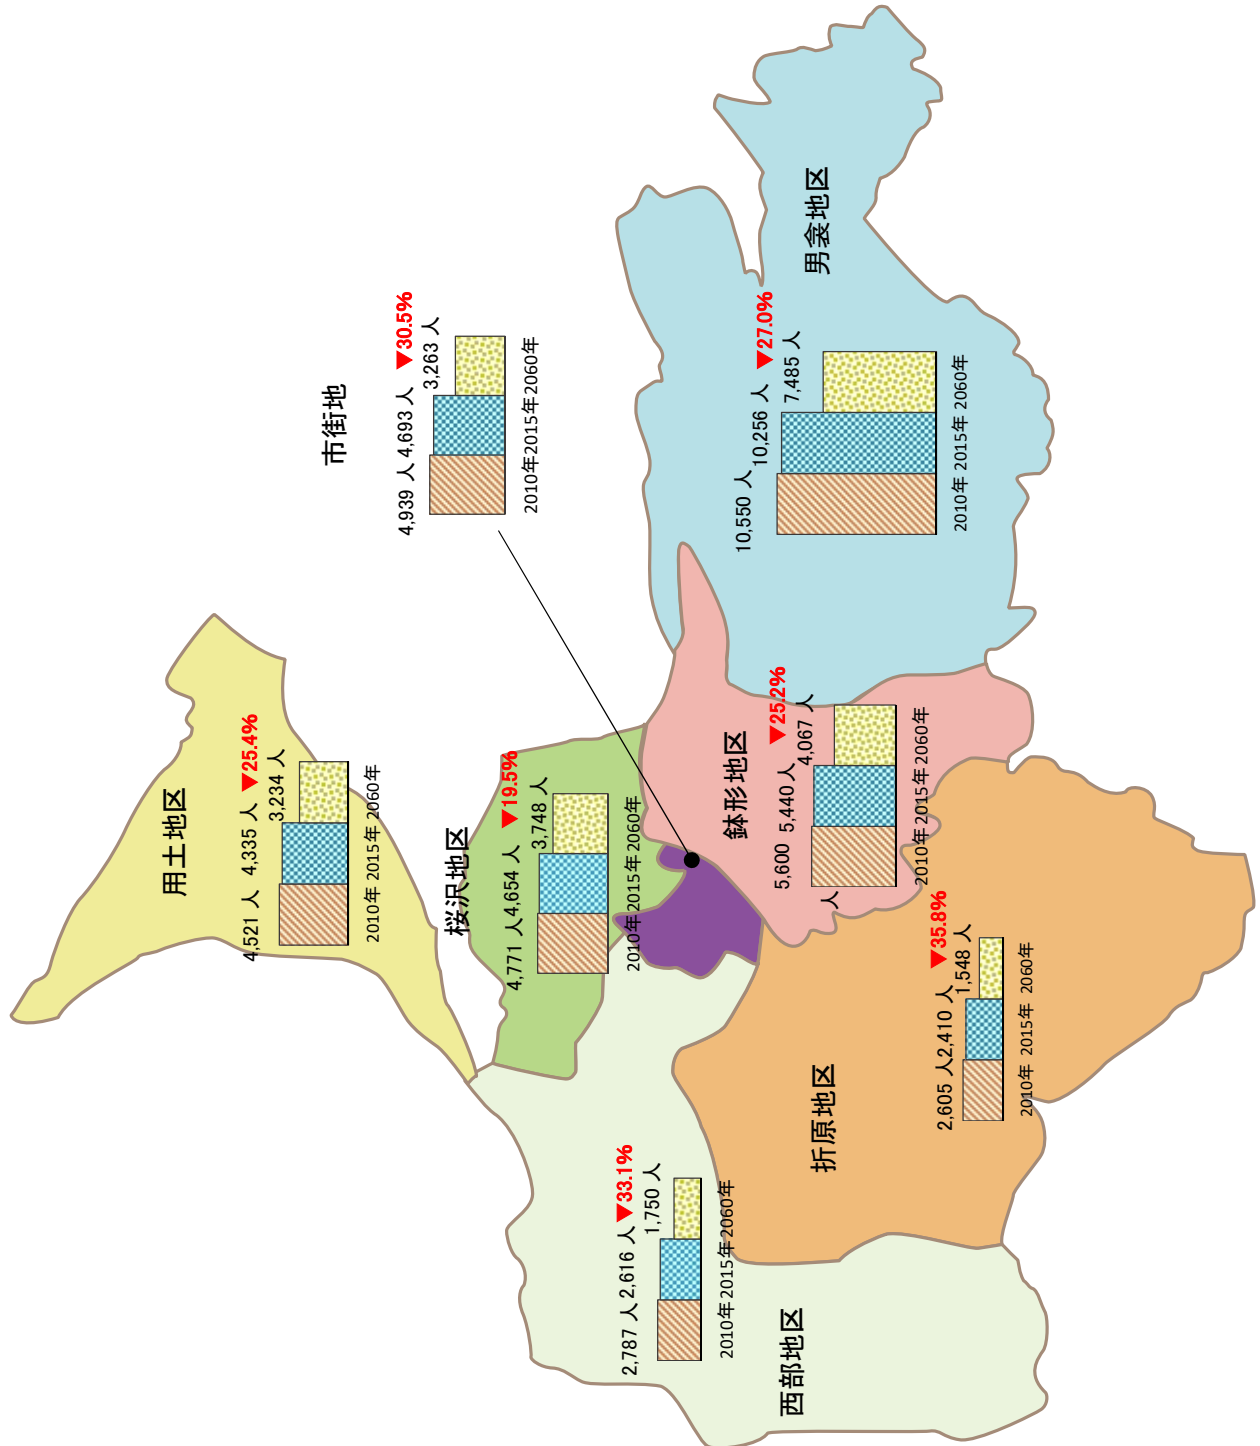 市街地
4,939 人
4,693 人
▼30.5%
3,263 人
2010年
2015年
2060年
用土地区
4,521 人
4,335 人
▼25.4%
3,234 人
2010年
2015年
2060年
桜沢地区
4,771 人
4,654 人
▼19.5%
3,748 人
2010年
2015年
2060年
男衾地区
10,550 人
10,256 人
▼27.0%
7,485 人
2010年
2015年
2060年
鉢形地区
5,600
人
5,440 人
▼25.2%
4,067 人
2010年
2015年
2060年
折原地区
2,605 人
2,410 人
▼35.8%
1,548 人
2010年
2015年
2060年
西部地区
2,787 人
2,616 人
▼33.1%
1,750 人
2010年
2015年
2060年